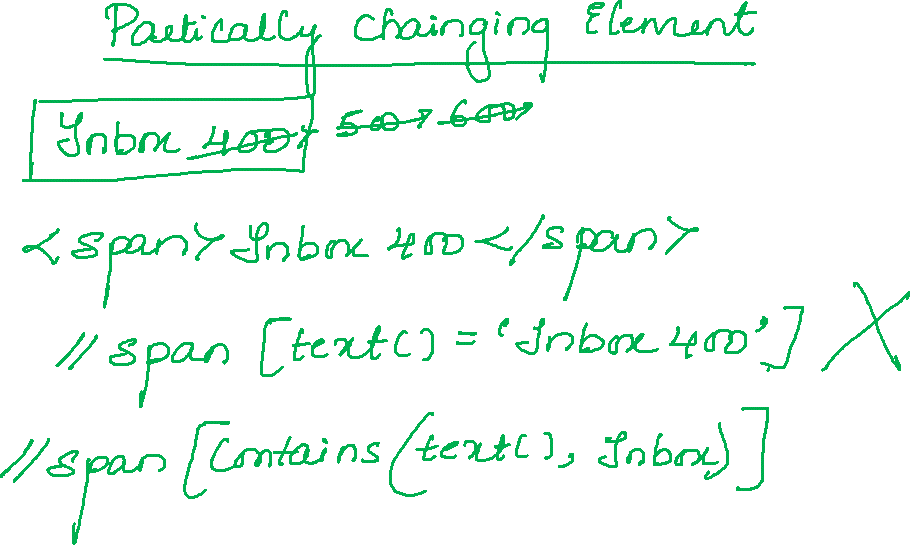 Partically Chainging Element
Inbox 400 500 600
<span>Inbox 400</span>
//span [text() = 'Inbox 400']
//span [Contains(text(), Inbox)]